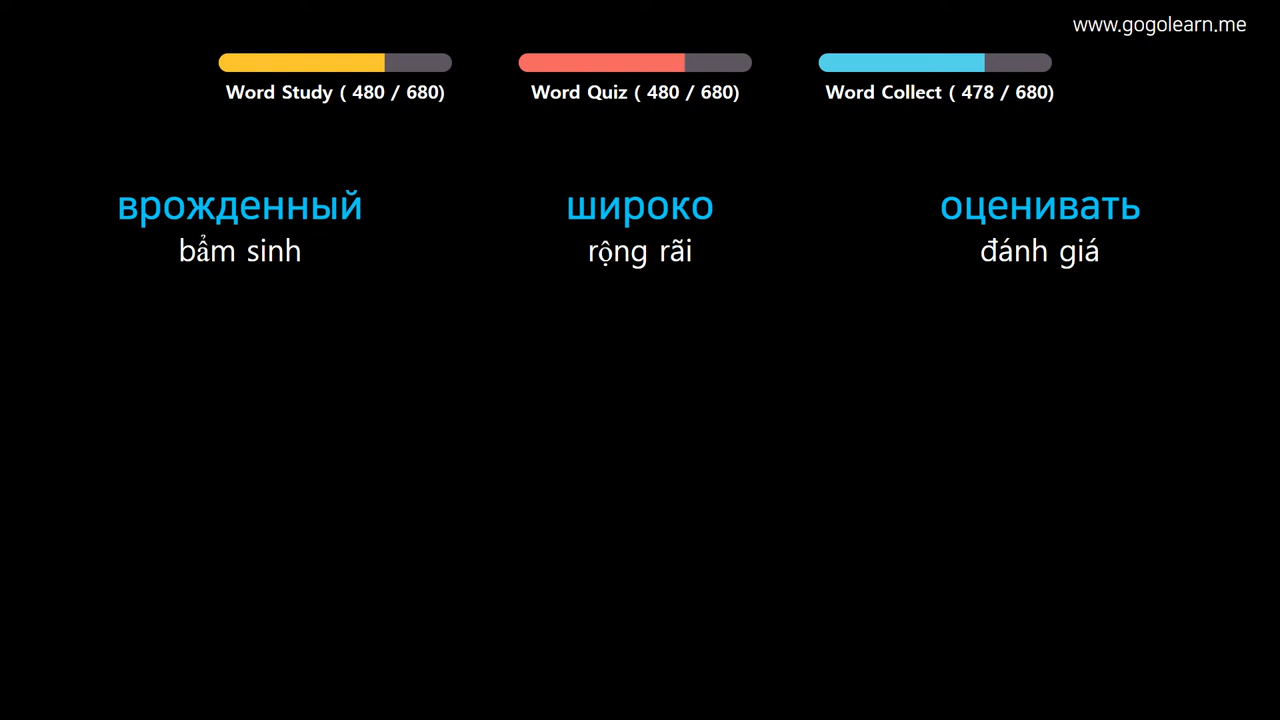 www.gogolearn.me
Word Study ( 480 / 680)
Word Quiz ( 480 / 680)
Word Collect ( 478 / 680)
врожденный
bẩm sinh
широко
rộng rãi
оценивать
đánh giá